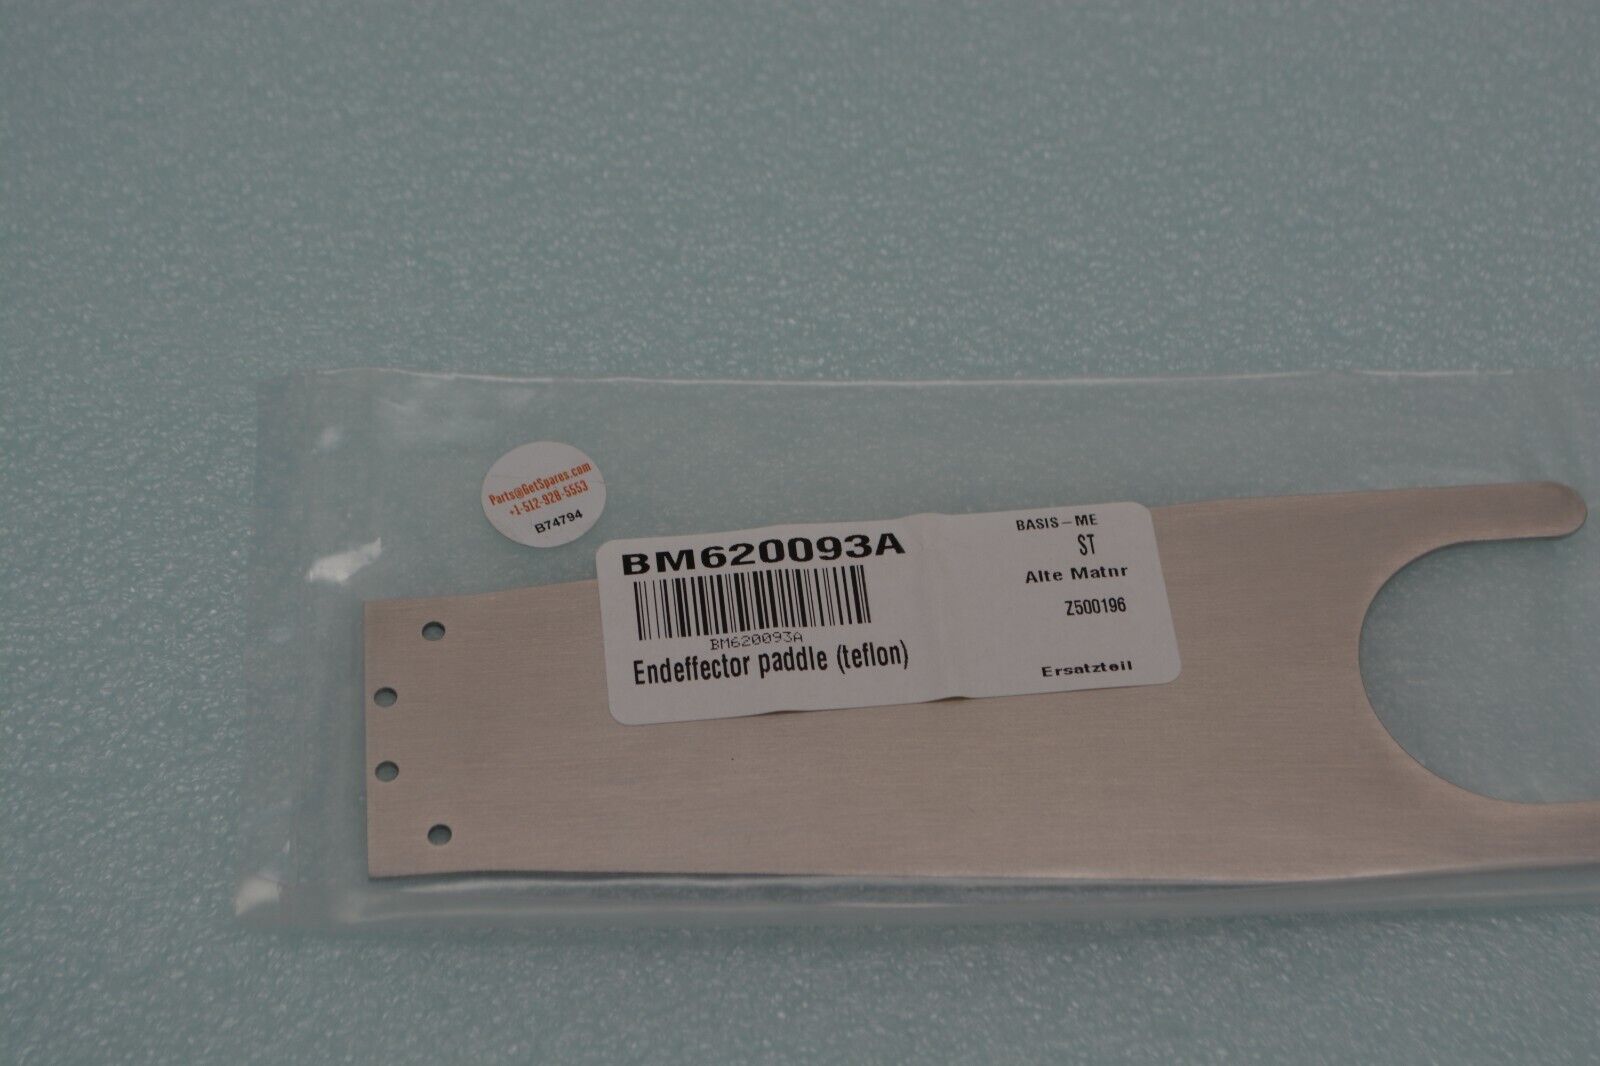 Parts@GetSpares.com
+1-512-928-5553
B74794
BM620093A
BM620093A
Endeffector paddle (teflon)
BASIS-ME
ST
Alte Matnr
Z500196
Ersatzteil